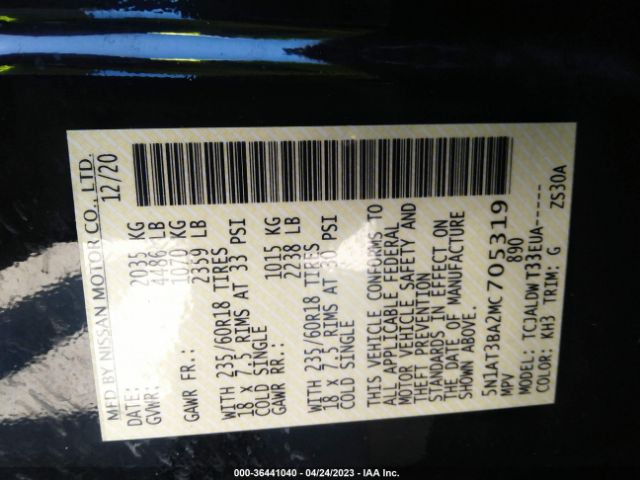 MFD BY NISSAN MOTOR CO., LTD.
DATE: 12/20
GVWR: 2035 KG
4486 LB
GAWR FR.: 1070 KG
2359 LB
WITH 235/60R18 TIRES
18 X 7.5 RIMS AT 33 PSI
COLD SINGLE
GAWR RR.: 1015 KG
2238 LB
WITH 235/60R18 TIRES
18 X 7.5 RIMS AT 30 PSI
COLD SINGLE
THIS VEHICLE CONFORMS TO
ALL APPLICABLE FEDERAL
MOTOR VEHICLE SAFETY AND
THEFT PREVENTION
STANDARDS IN EFFECT ON
THE DATE OF MANUFACTURE
SHOWN ABOVE.
5N1AT3BA2MC705319
MPV 890
MODEL: TCJALDWT33EUA-----
COLOR: KH3 TRIM: G ZS30A
000-36441040 - 04/24/2023 - IAA Inc.